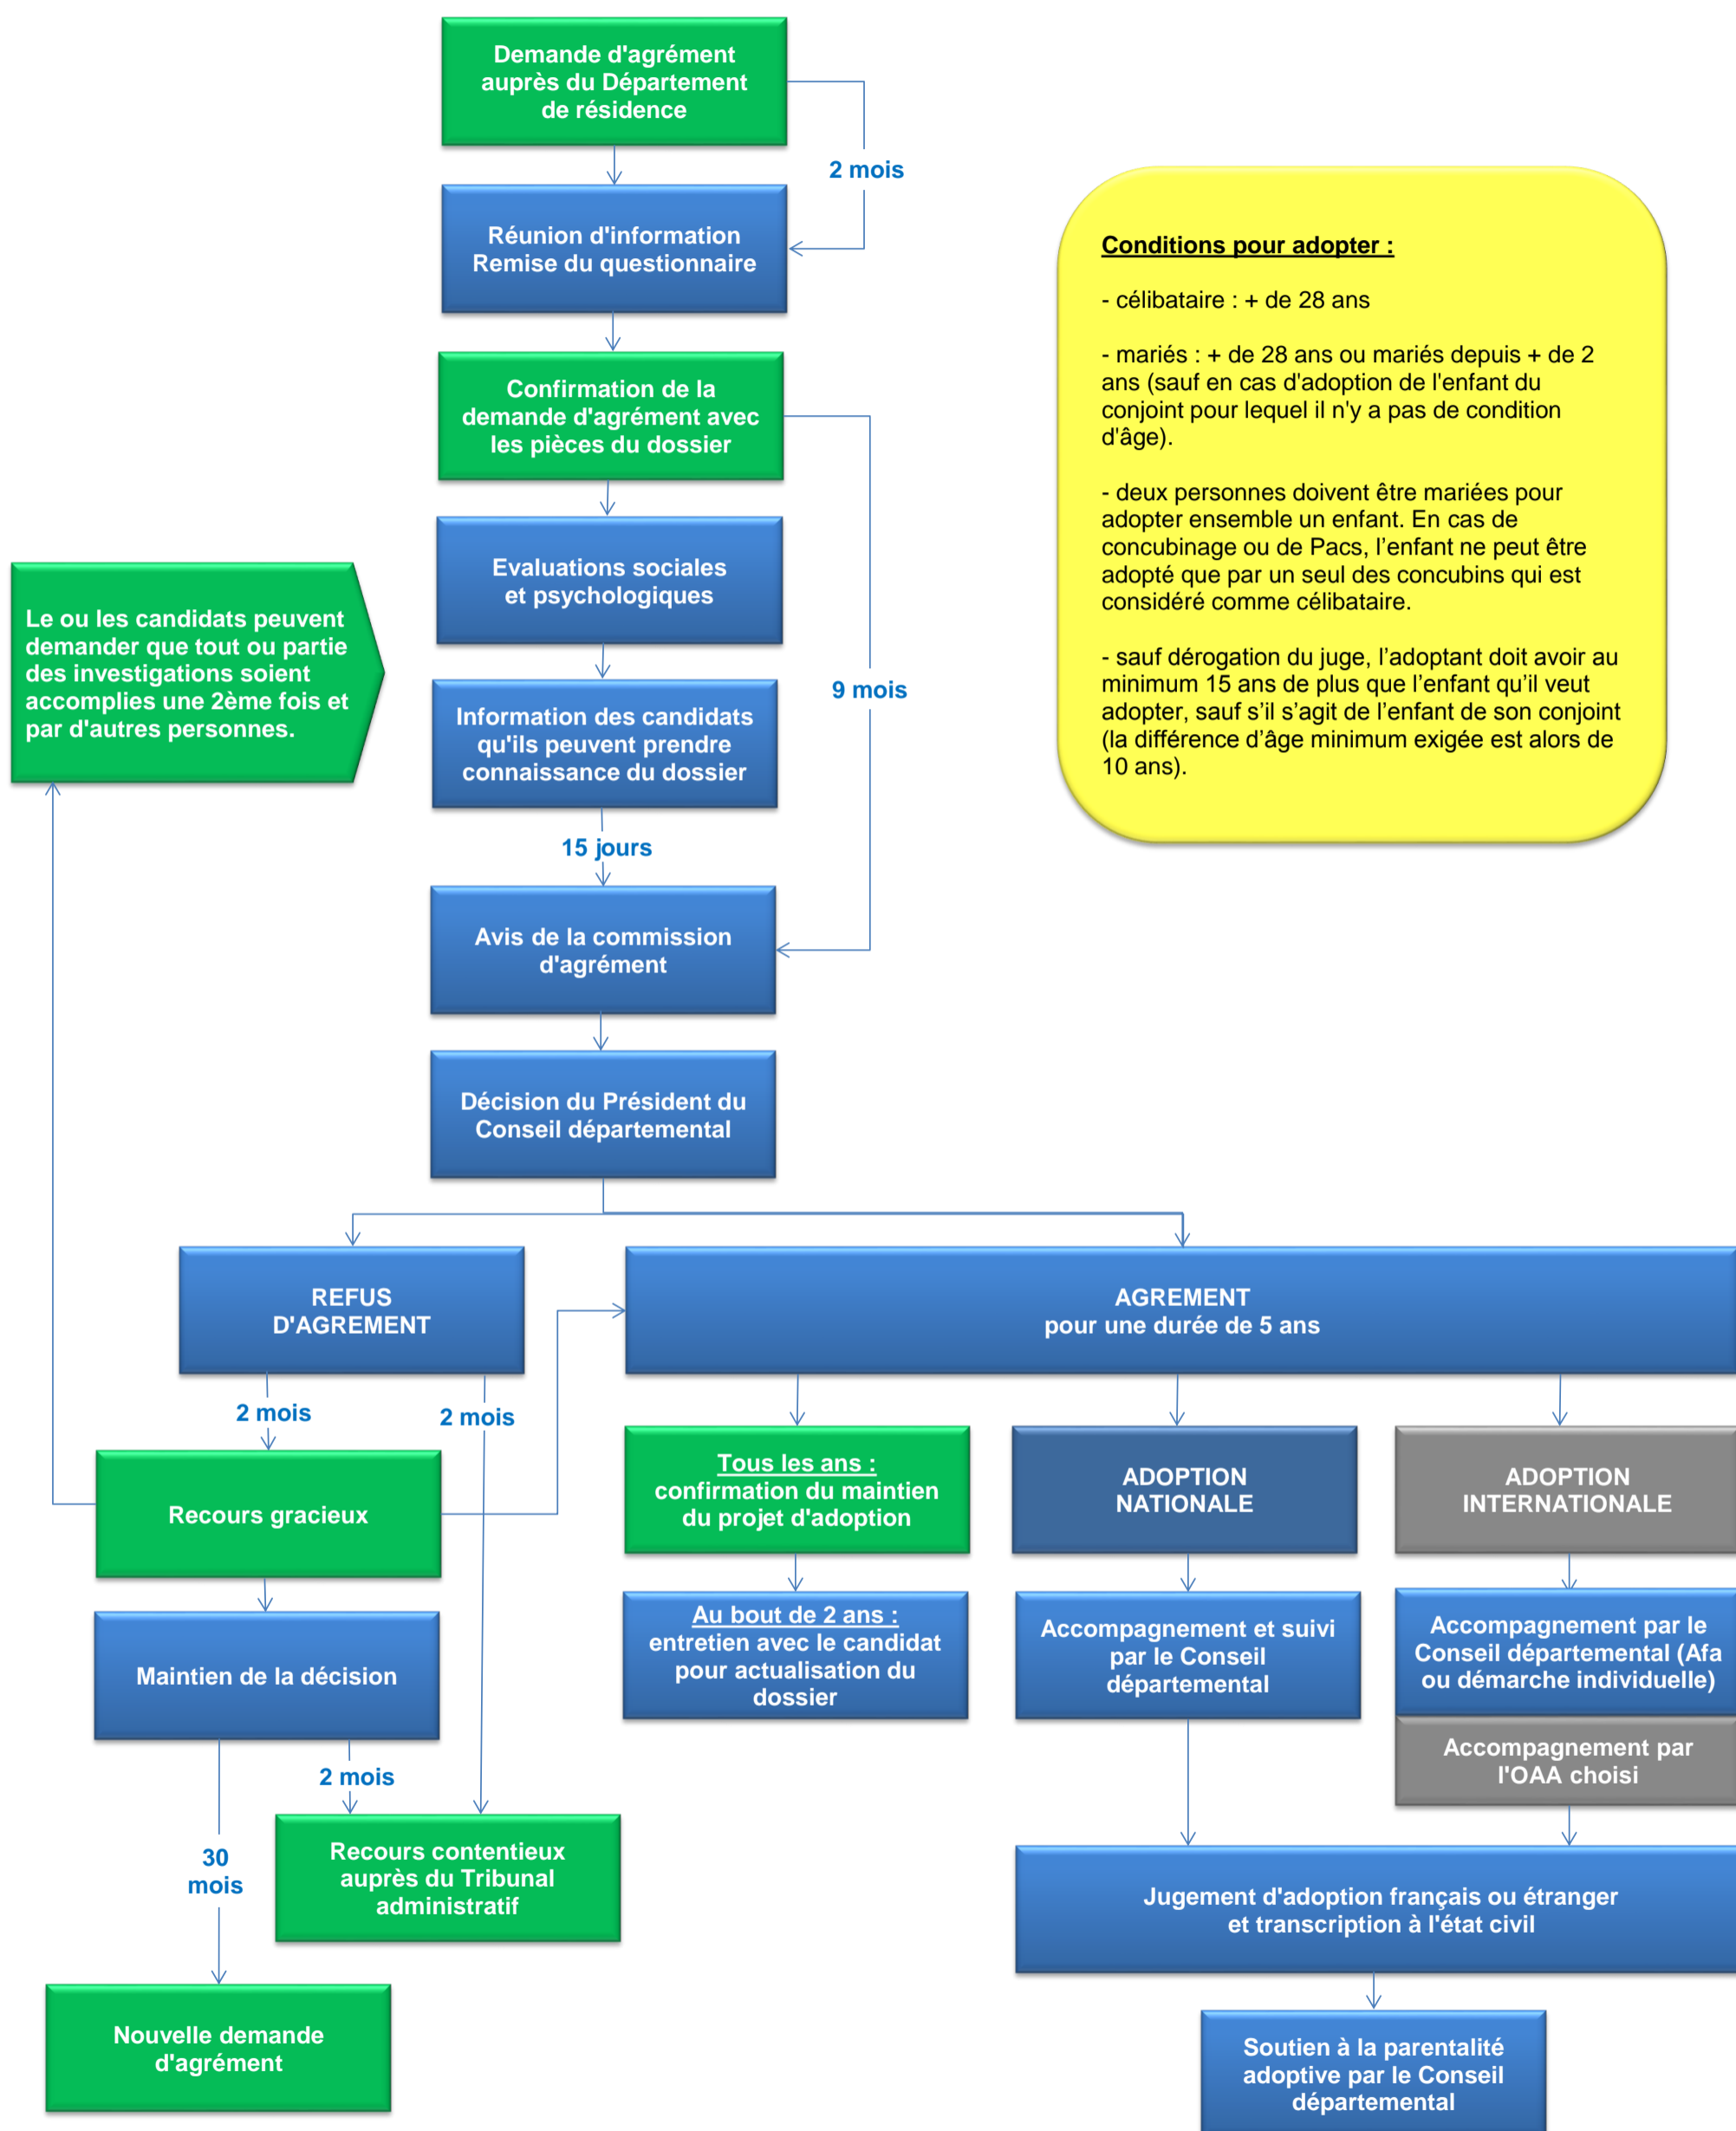 Demande d'agrément
auprès du Département
de résidence
2 mois
Réunion d'information
Remise du questionnaire
Conditions pour adopter :
- célibataire : + de 28 ans
- mariés : + de 28 ans ou mariés depuis + de 2
ans (sauf en cas d'adoption de l'enfant du
conjoint pour lequel il n'y a pas de condition
d'âge).
- deux personnes doivent être mariées pour
adopter ensemble un enfant. En cas de
concubinage ou de Pacs, l’enfant ne peut être
adopté que par un seul des concubins qui est
considéré comme célibataire.
- sauf dérogation du juge, l’adoptant doit avoir au
minimum 15 ans de plus que l’enfant qu’il veut
adopter, sauf s’il s’agit de l’enfant de son conjoint
(la différence d’âge minimum exigée est alors de
10 ans).
Confirmation de la
demande d'agrément avec
les pièces du dossier
Evaluations sociales
et psychologiques
Le ou les candidats peuvent
demander que tout ou partie
des investigations soient
accomplies une 2ème fois et
par d'autres personnes.
9 mois
Information des candidats
qu'ils peuvent prendre
connaissance du dossier
15 jours
Avis de la commission
d'agrément
Décision du Président du
Conseil départemental
REFUS
D'AGREMENT
AGREMENT
pour une durée de 5 ans
2 mois
2 mois
Recours gracieux
Tous les ans :
confirmation du maintien
du projet d'adoption
ADOPTION
NATIONALE
ADOPTION
INTERNATIONALE
Maintien de la décision
Au bout de 2 ans :
entretien avec le candidat
pour actualisation du
dossier
Accompagnement et suivi
par le Conseil
départemental
Accompagnement par le
Conseil départemental (Afa
ou démarche individuelle)
Accompagnement par
l'OAA choisi
2 mois
30
mois
Recours contentieux
auprès du Tribunal
administratif
Jugement d'adoption français ou étranger
et transcription à l'état civil
Nouvelle demande
d'agrément
Soutien à la parentalité
adoptive par le Conseil
départemental